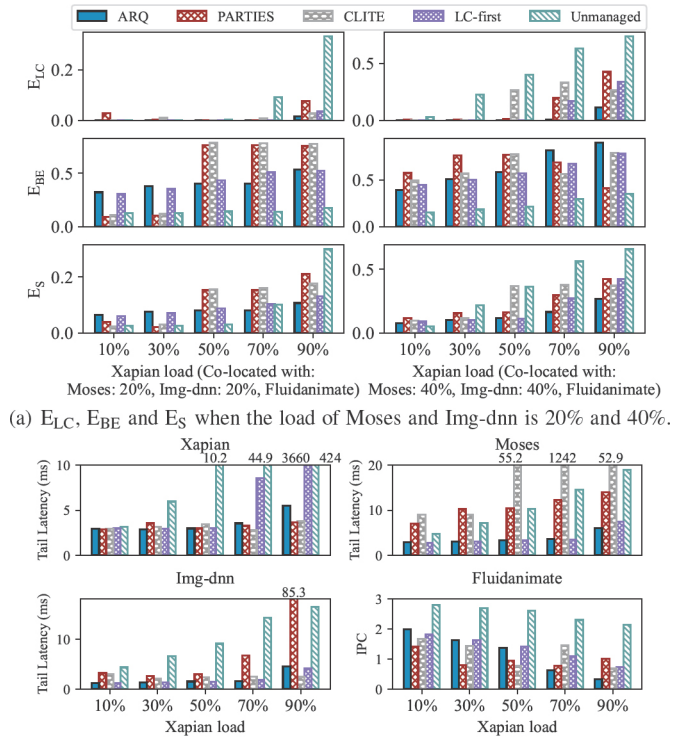 ARQ PARTIES CLITE LC-first Unmanaged
E_LC
0.2
0.0
0.5
0.0
E_BE
0.5
0.0
0.5
0.0
E_S
0.2
0.0
0.5
0.0
10% 30% 50% 70% 90%
10% 30% 50% 70% 90%
Xapian load (Co-located with: Xapian load (Co-located with:
Moses: 20%, Img-dnn: 20%, Fluidanimate) Moses: 40%, Img-dnn: 40%, Fluidanimate)
(a) E_LC, E_BE and E_S when the load of Moses and Img-dnn is 20% and 40%.
Xapian
10.2 44.9 3660 424
Tail Latency (ms)
10
5
0
Moses
55.2 1242 52.9
Tail Latency (ms)
20
10
0
Img-dnn
85.3
Tail Latency (ms)
10
0
10% 30% 50% 70% 90%
Xapian load
Fluidanimate
IPC
3
2
1
0
10% 30% 50% 70% 90%
Xapian load